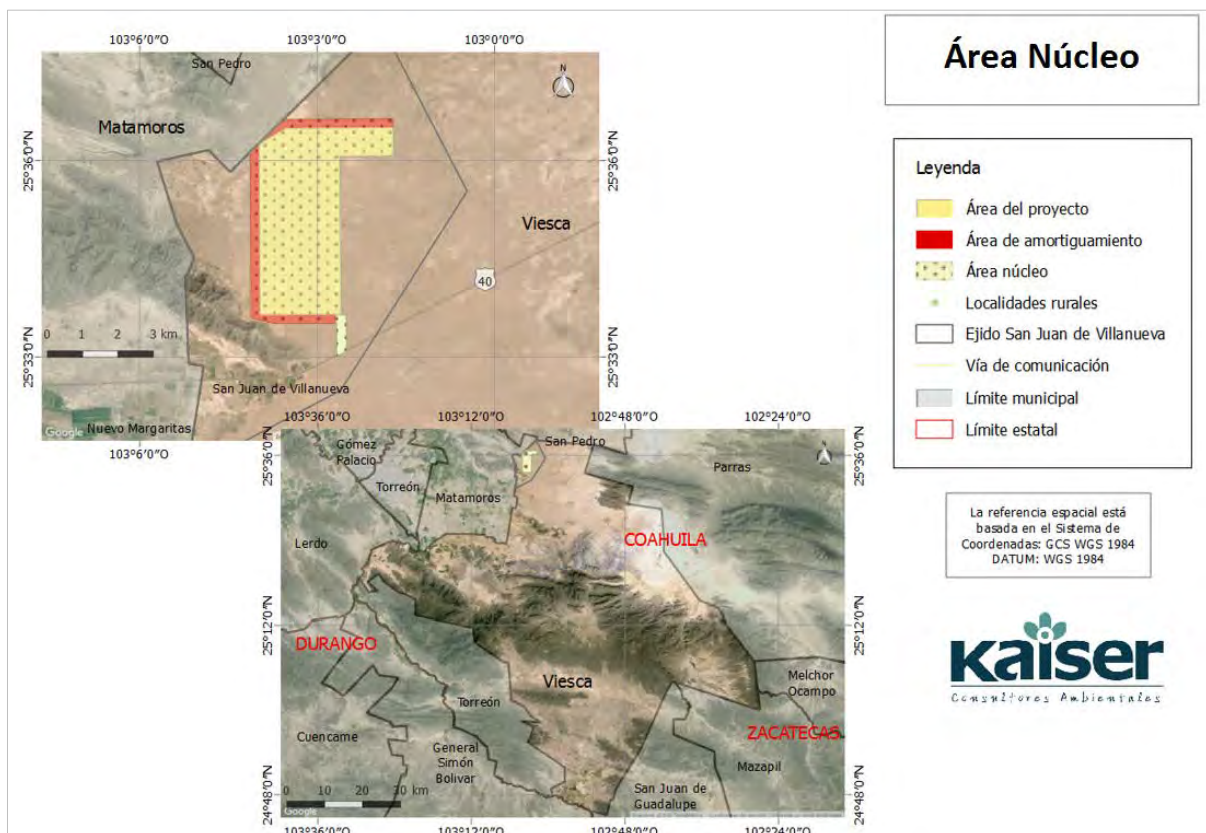 Área Núcleo
103°6′0″O 103°3′0″O 103°0′0″O
San Pedro
N
Matamoros
25°36′0″N
25°36′0″N
Viesca
40
0 1 2 3 km
25°33′0″N
25°33′0″N
San Juan de Villanueva
Nuevo Margaritas
Google
103°6′0″O
Leyenda
Área del proyecto
Área de amortiguamiento
Área núcleo
Localidades rurales
Ejido San Juan de Villanueva
Vía de comunicación
Límite municipal
Límite estatal
103°36′0″O 103°12′0″O 102°48′0″O 102°24′0″O
Gómez
Palacio
San Pedro
Parras
25°36′0″N
25°36′0″N
Torreón
Matamoros
Lerdo
COAHUILA
25°12′0″N
25°12′0″N
DURANGO
Viesca
Melchor
Ocampo
Torreón
Cuencame
General
Simón
Bolivar
ZACATECAS
Mazapil
San Juan de
Guadalupe
24°48′0″N
24°48′0″N
0 10 20 30 km
Google
103°36′0″O 103°12′0″O 102°48′0″O 102°24′0″O
La referencia espacial está
basada en el Sistema de
Coordenadas: GCS WGS 1984
DATUM: WGS 1984
Kaiser
Consultores Ambientales